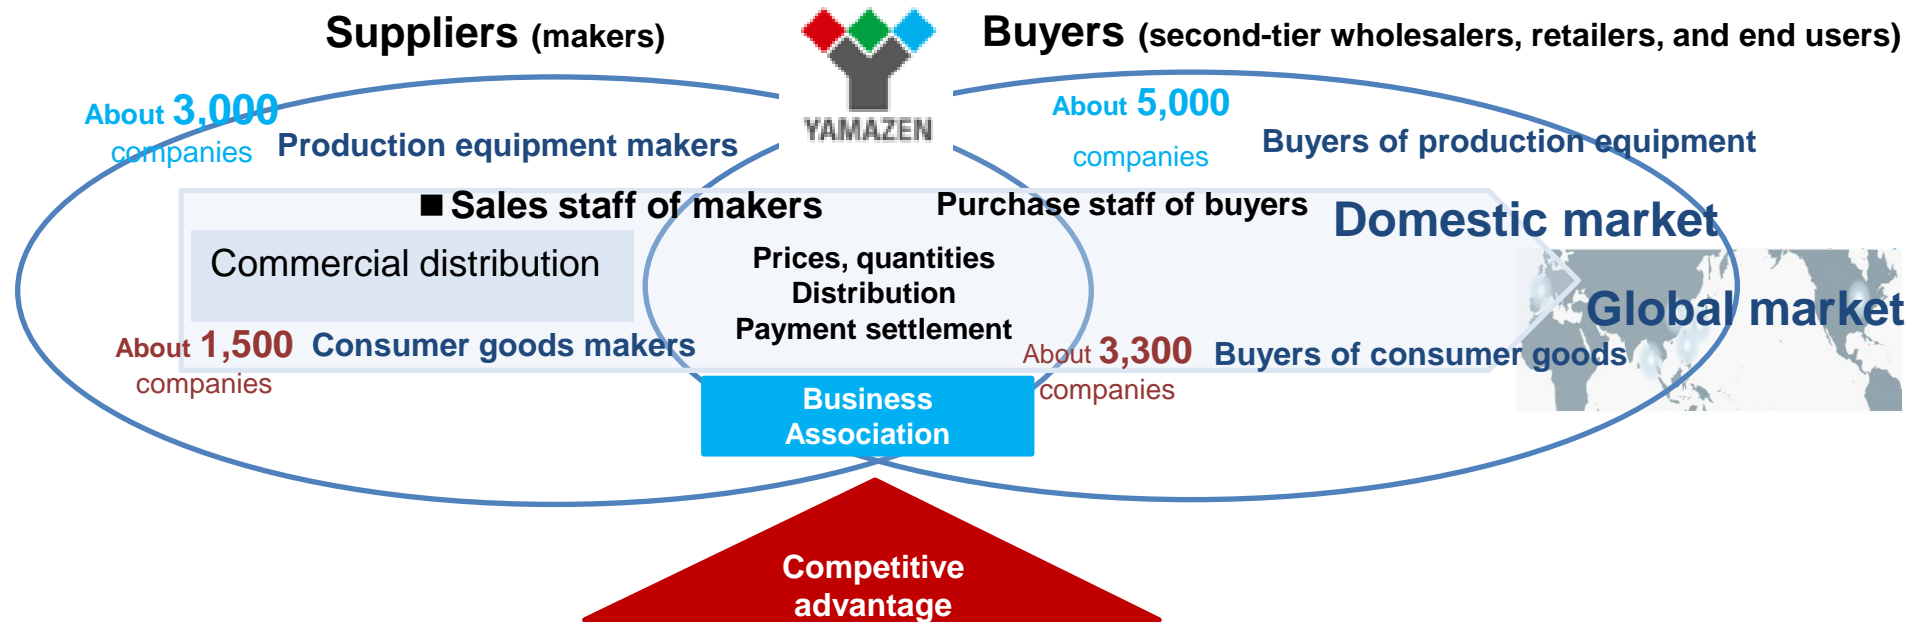 Suppliers (makers)
YAMAZEN
Buyers (second-tier wholesalers, retailers, and end users)
About 3,000
companies
Production equipment makers
About 5,000
companies
Buyers of production equipment
■ Sales staff of makers
Purchase staff of buyers
Domestic market
Commercial distribution
Prices, quantities
Distribution
Payment settlement
Global market
About 1,500
companies
Consumer goods makers
About 3,300
companies
Buyers of consumer goods
Business
Association
Competitive
advantage